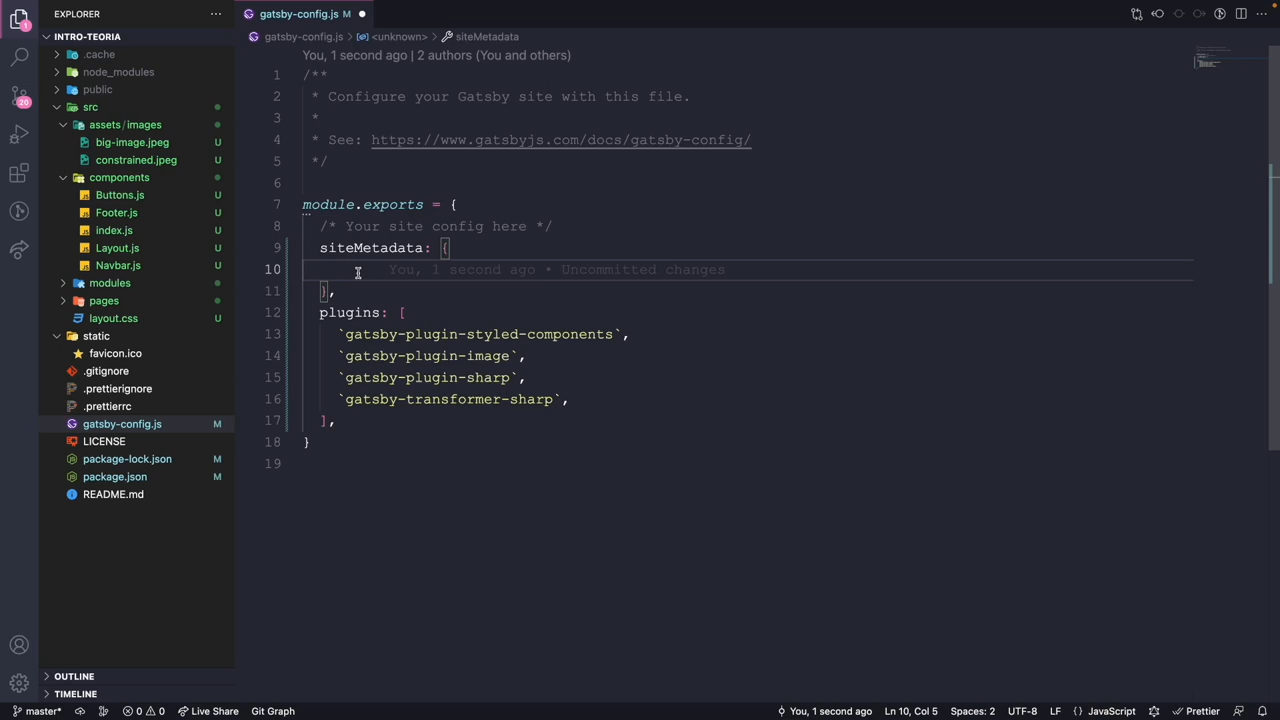 EXPLORER
INTRO-TEORIA
.cache
node_modules
public
src
assets/images
big-image.jpeg U
constrained.jpeg U
components
Buttons.js U
Footer.js U
index.js U
Layout.js U
Navbar.js U
modules
pages
layout.css U
static
favicon.ico
.gitignore
.prettierignore
.prettierrc
gatsby-config.js M
LICENSE
package-lock.json M
package.json M
README.md
OUTLINE
TIMELINE
1
20
gatsby-config.js M
gatsby-config.js > <unknown> > siteMetadata
You, 1 second ago | 2 authors (You and others)
1 /**
2 * Configure your Gatsby site with this file.
3 *
4 * See: https://www.gatsbyjs.com/docs/gatsby-config/
5 */
6
7 module.exports = {
8 /* Your site config here */
9 siteMetadata: {
10 You, 1 second ago • Uncommitted changes
11 },
12 plugins: [
13 `gatsby-plugin-styled-components`,
14 `gatsby-plugin-image`,
15 `gatsby-plugin-sharp`,
16 `gatsby-transformer-sharp`,
17 ],
18 }
19
master* 0 0 Live Share Git Graph You, 1 second ago Ln 10, Col 5 Spaces: 2 UTF-8 LF {} JavaScript Prettier